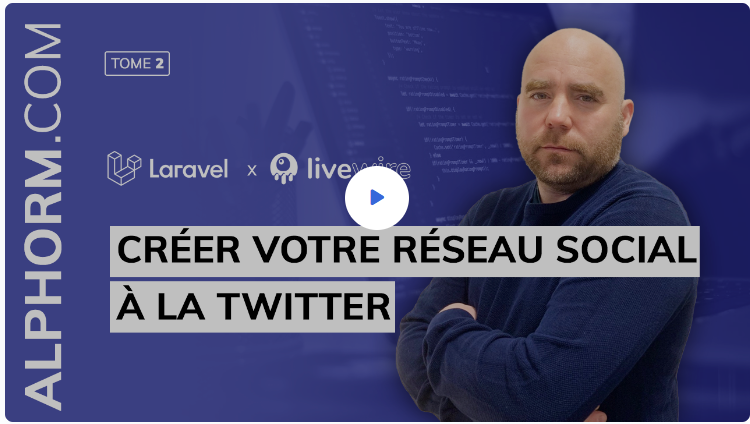 ALPHORM.COM
TOME 2
Laravel x livewire
CRÉER VOTRE RÉSEAU SOCIAL
À LA TWITTER